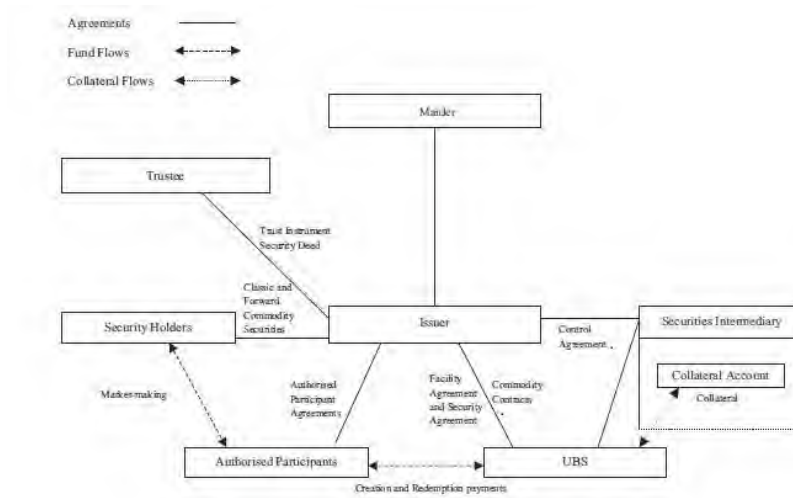 Agreements
Fund Flows
Collateral Flows
Manler
Trustee
Trust Instrument
Security Deed
Classic and
Forward
Commodity
Securities
Security Holders
Issuer
Control
Agreement
Securities Intermediary
Collateral Account
Collateral
Market-making
Authorised
Participant
Agreements
Facility
Agreement
and Security
Agreement
Commodity
Contracts
Authorised Participants
UBS
Creation and Redemption payments